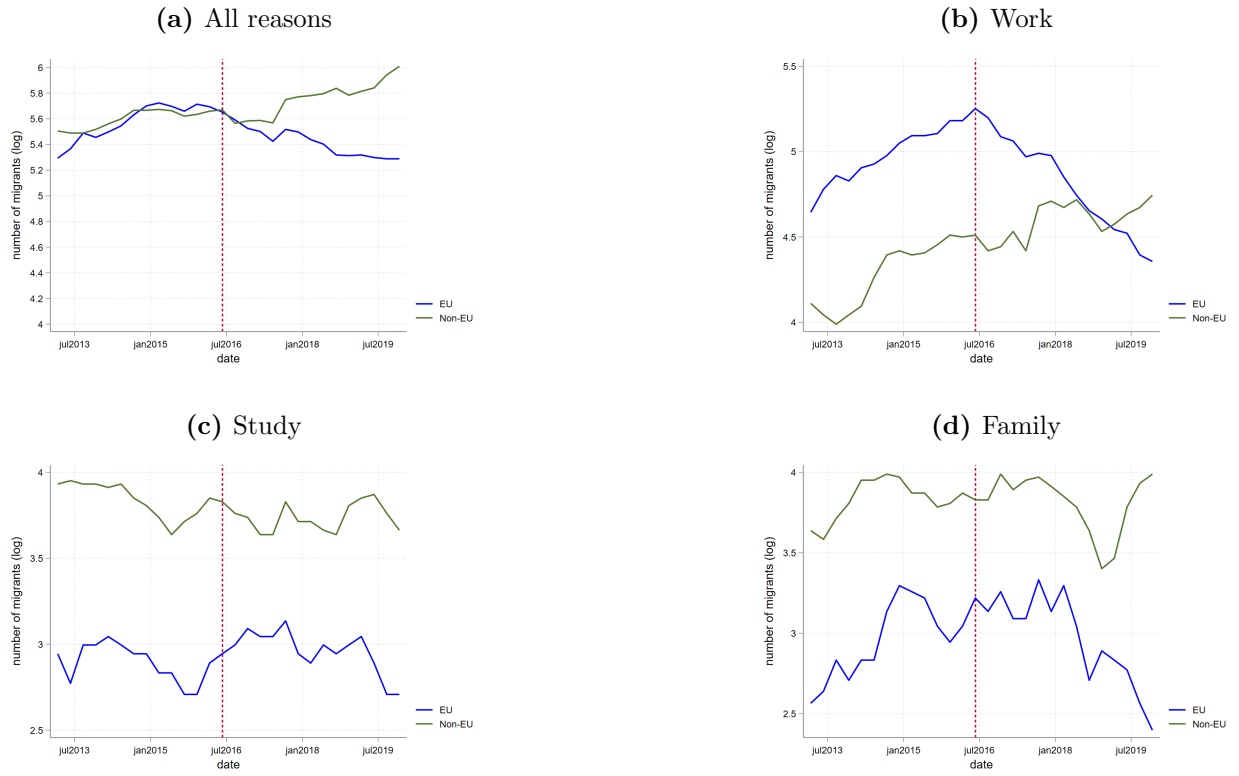 (a) All reasons
number of migrants (log)
6
5.8
5.6
5.4
5.2
5
4.8
4.6
4.4
4.2
4
jul2013 jan2015 jul2016 jan2018 jul2019
date
EU
Non-EU
(b) Work
number of migrants (log)
5.5
5
4.5
4
jul2013 jan2015 jul2016 jan2018 jul2019
date
EU
Non-EU
(c) Study
number of migrants (log)
4
3.5
3
2.5
jul2013 jan2015 jul2016 jan2018 jul2019
date
EU
Non-EU
(d) Family
number of migrants (log)
4
3.5
3
2.5
jul2013 jan2015 jul2016 jan2018 jul2019
date
EU
Non-EU